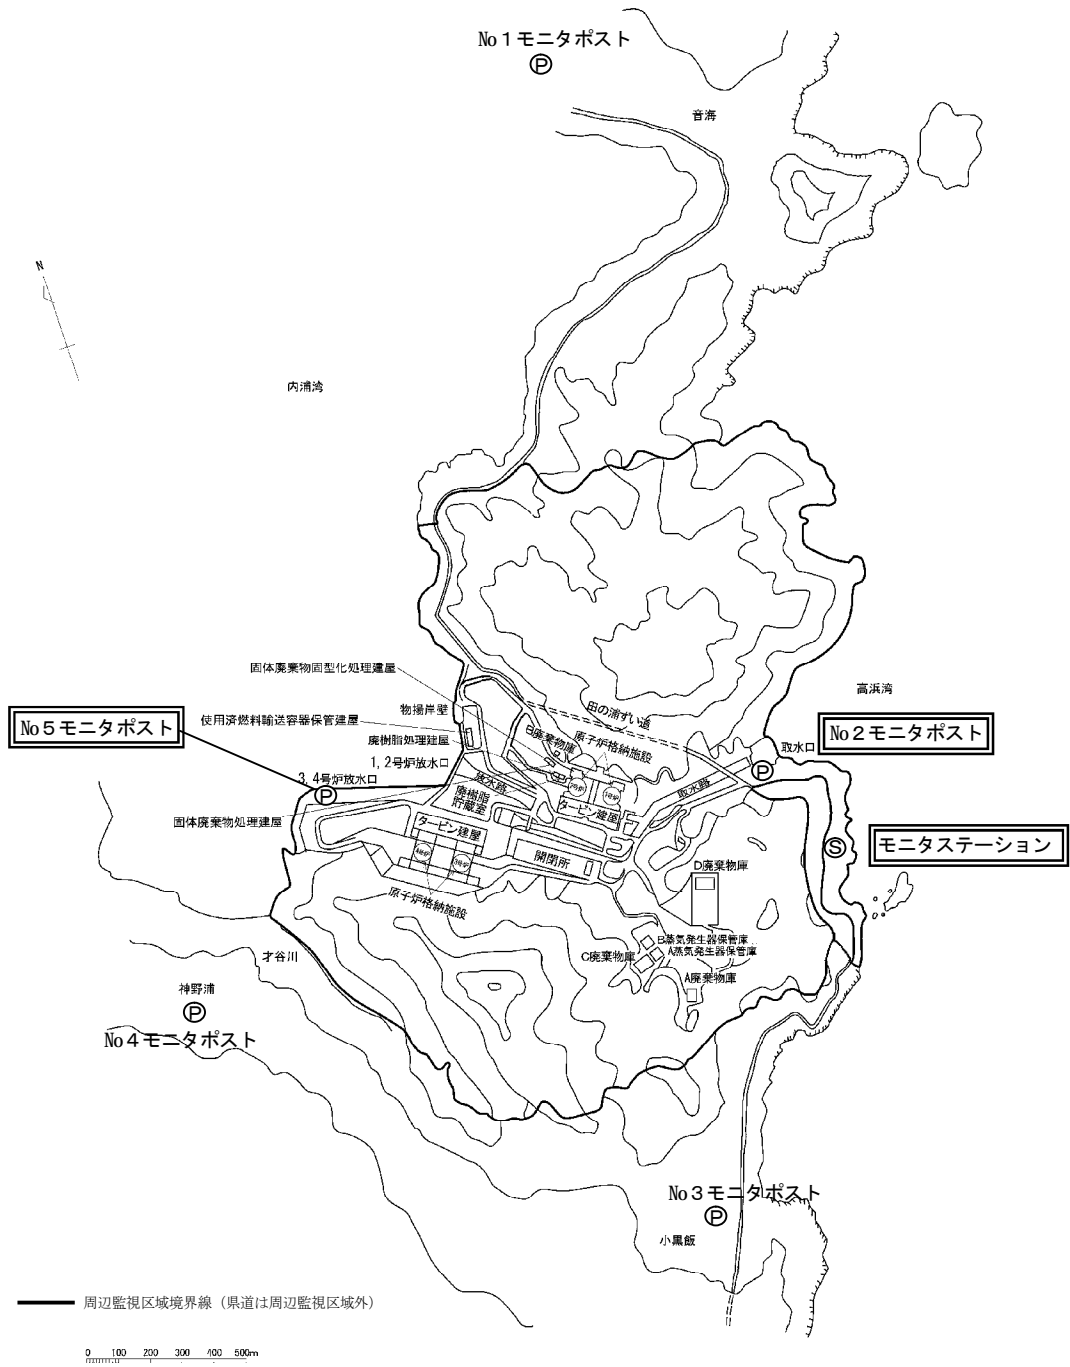 No1モニタポスト
Ⓟ
音海
N
内浦湾
固体廃棄物固型化処理建屋
高浜湾
物揚岸壁
田の浦ずい道
No5モニタポスト
使用済燃料輸送容器保管建屋
B廃棄物庫
原子炉格納施設
取水口
No2モニタポスト
廃樹脂処理建屋
1,2号炉放水口
Ⓟ
3,4号炉放水口
放水路
取水路
Ⓟ
廃樹脂
貯蔵室
2号炉
1号炉
タービン建屋
固体廃棄物処理建屋
タービン建屋
Ⓢ
モニタステーション
4号炉
3号炉
開閉所
D廃棄物庫
原子炉格納施設
B蒸気発生器保管庫
A蒸気発生器保管庫
C廃棄物庫
才谷川
A廃棄物庫
神野浦
Ⓟ
No4モニタポスト
No3モニタポスト
Ⓟ
小黒飯
周辺監視区域境界線（県道は周辺監視区域外）
0 100 200 300 400 500m